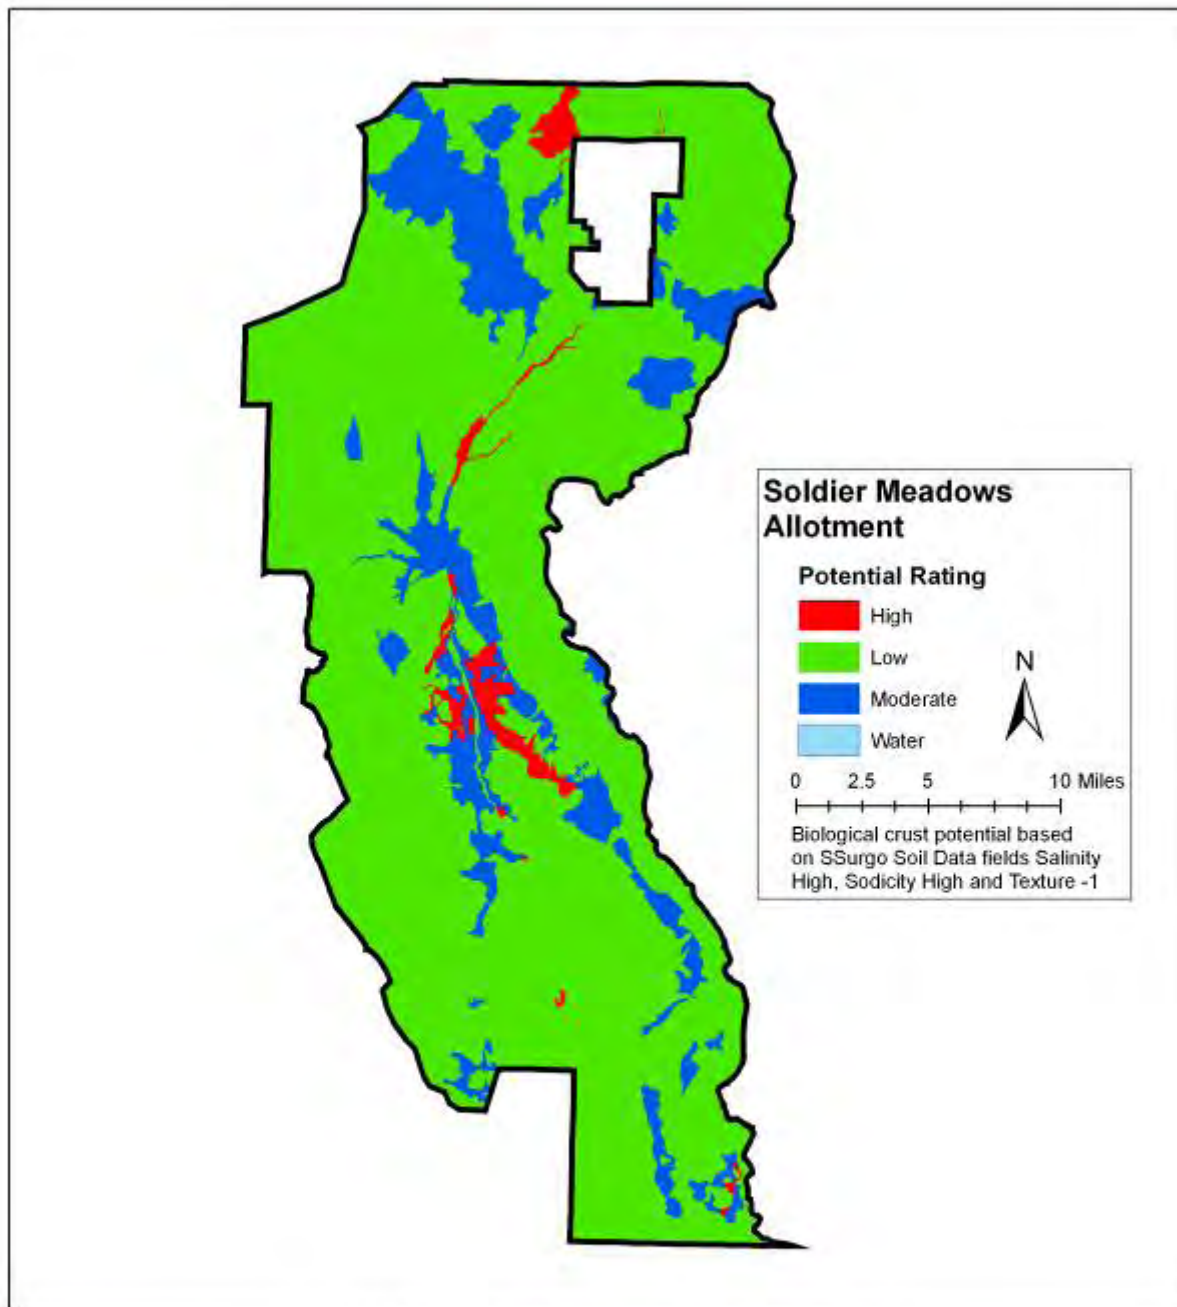 Soldier Meadows
Allotment
Potential Rating
High
Low
Moderate
Water
N
0 2.5 5 10 Miles
Biological crust potential based
on SSurgo Soil Data fields Salinity
High, Sodicity High and Texture -1